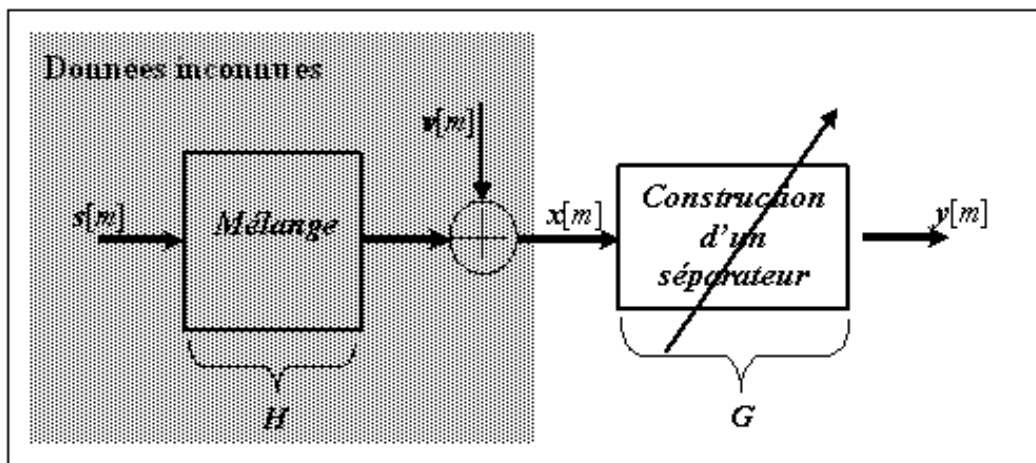 Donnees inconnues
v[m]
s[m]
Mélange
x[m]
Construction
d'un
séparateur
y[m]
H
G